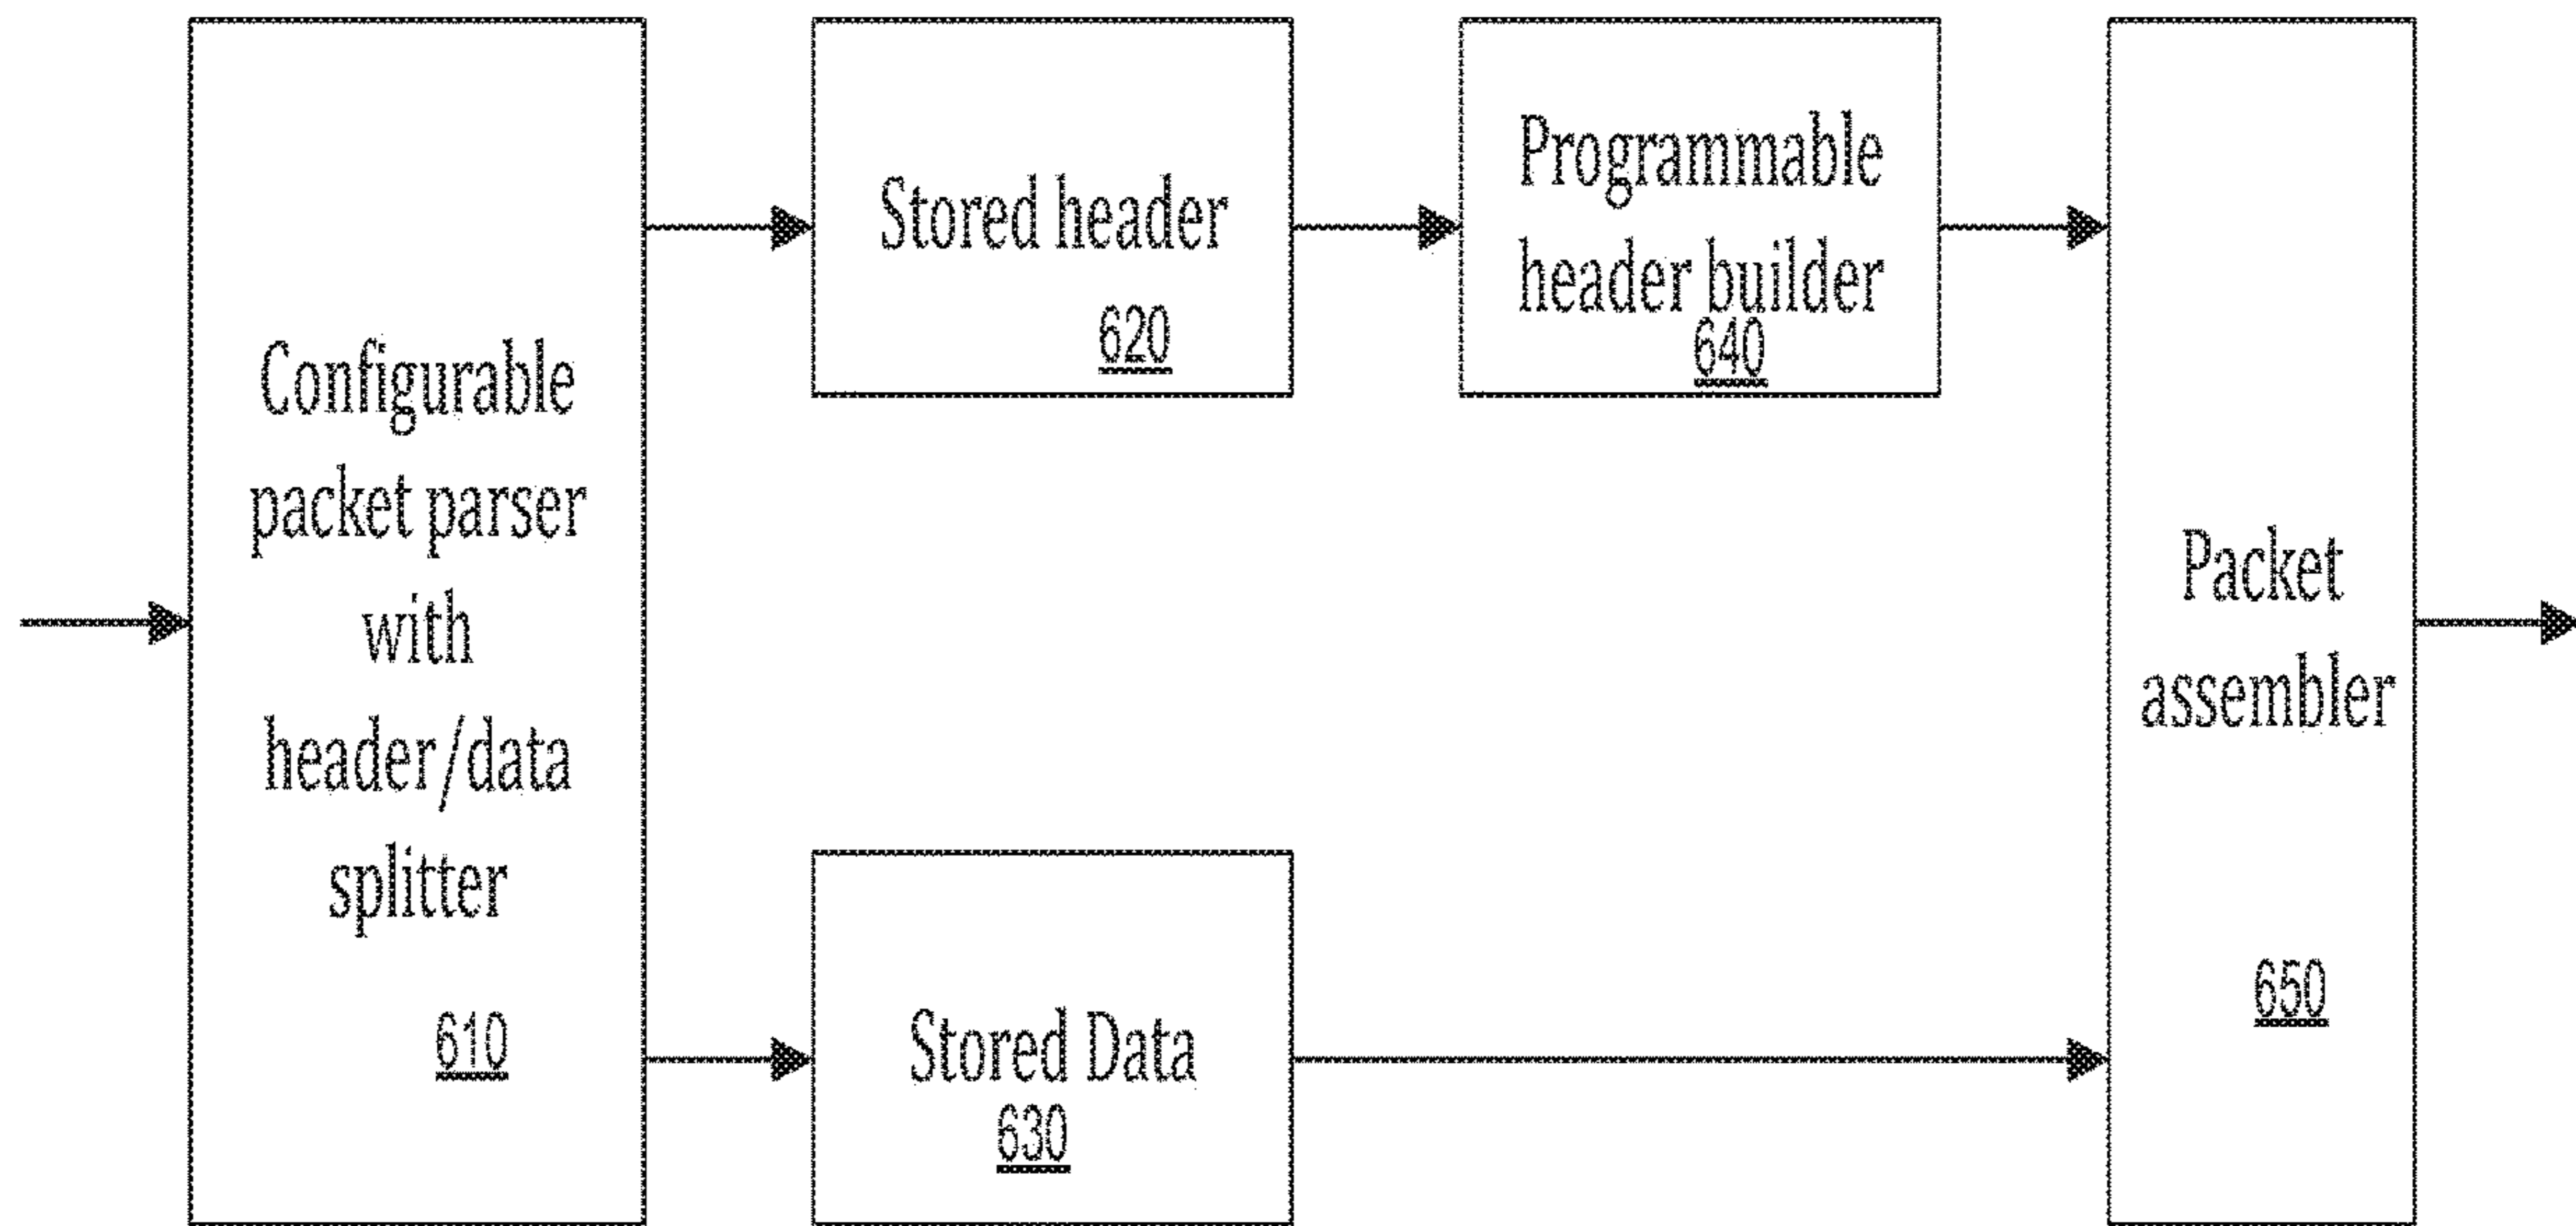 Configurable
packet parser
with
header/data
splitter
610
Stored header
620
Programmable
header builder
640
Stored Data
630
Packet
assembler
650